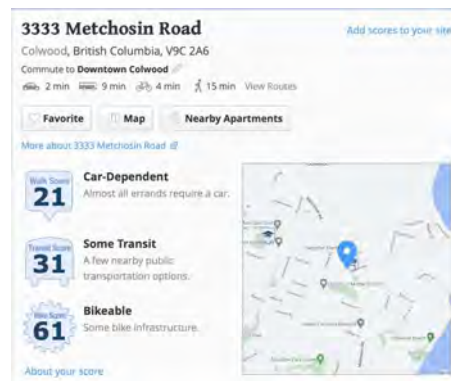 3333 Metchosin Road
Add scores to your site
Colwood, British Columbia, V9C 2A6
Commute to Downtown Colwood
2 min 9 min 4 min 15 min View Routes
Favorite Map Nearby Apartments
More about 3333 Metchosin Road
Walk Score
21
Car-Dependent
Almost all errands require a car.
Transit Score
31
Some Transit
A few nearby public
transportation options.
Bike Score
61
Bikeable
Some bike infrastructure.
About your score